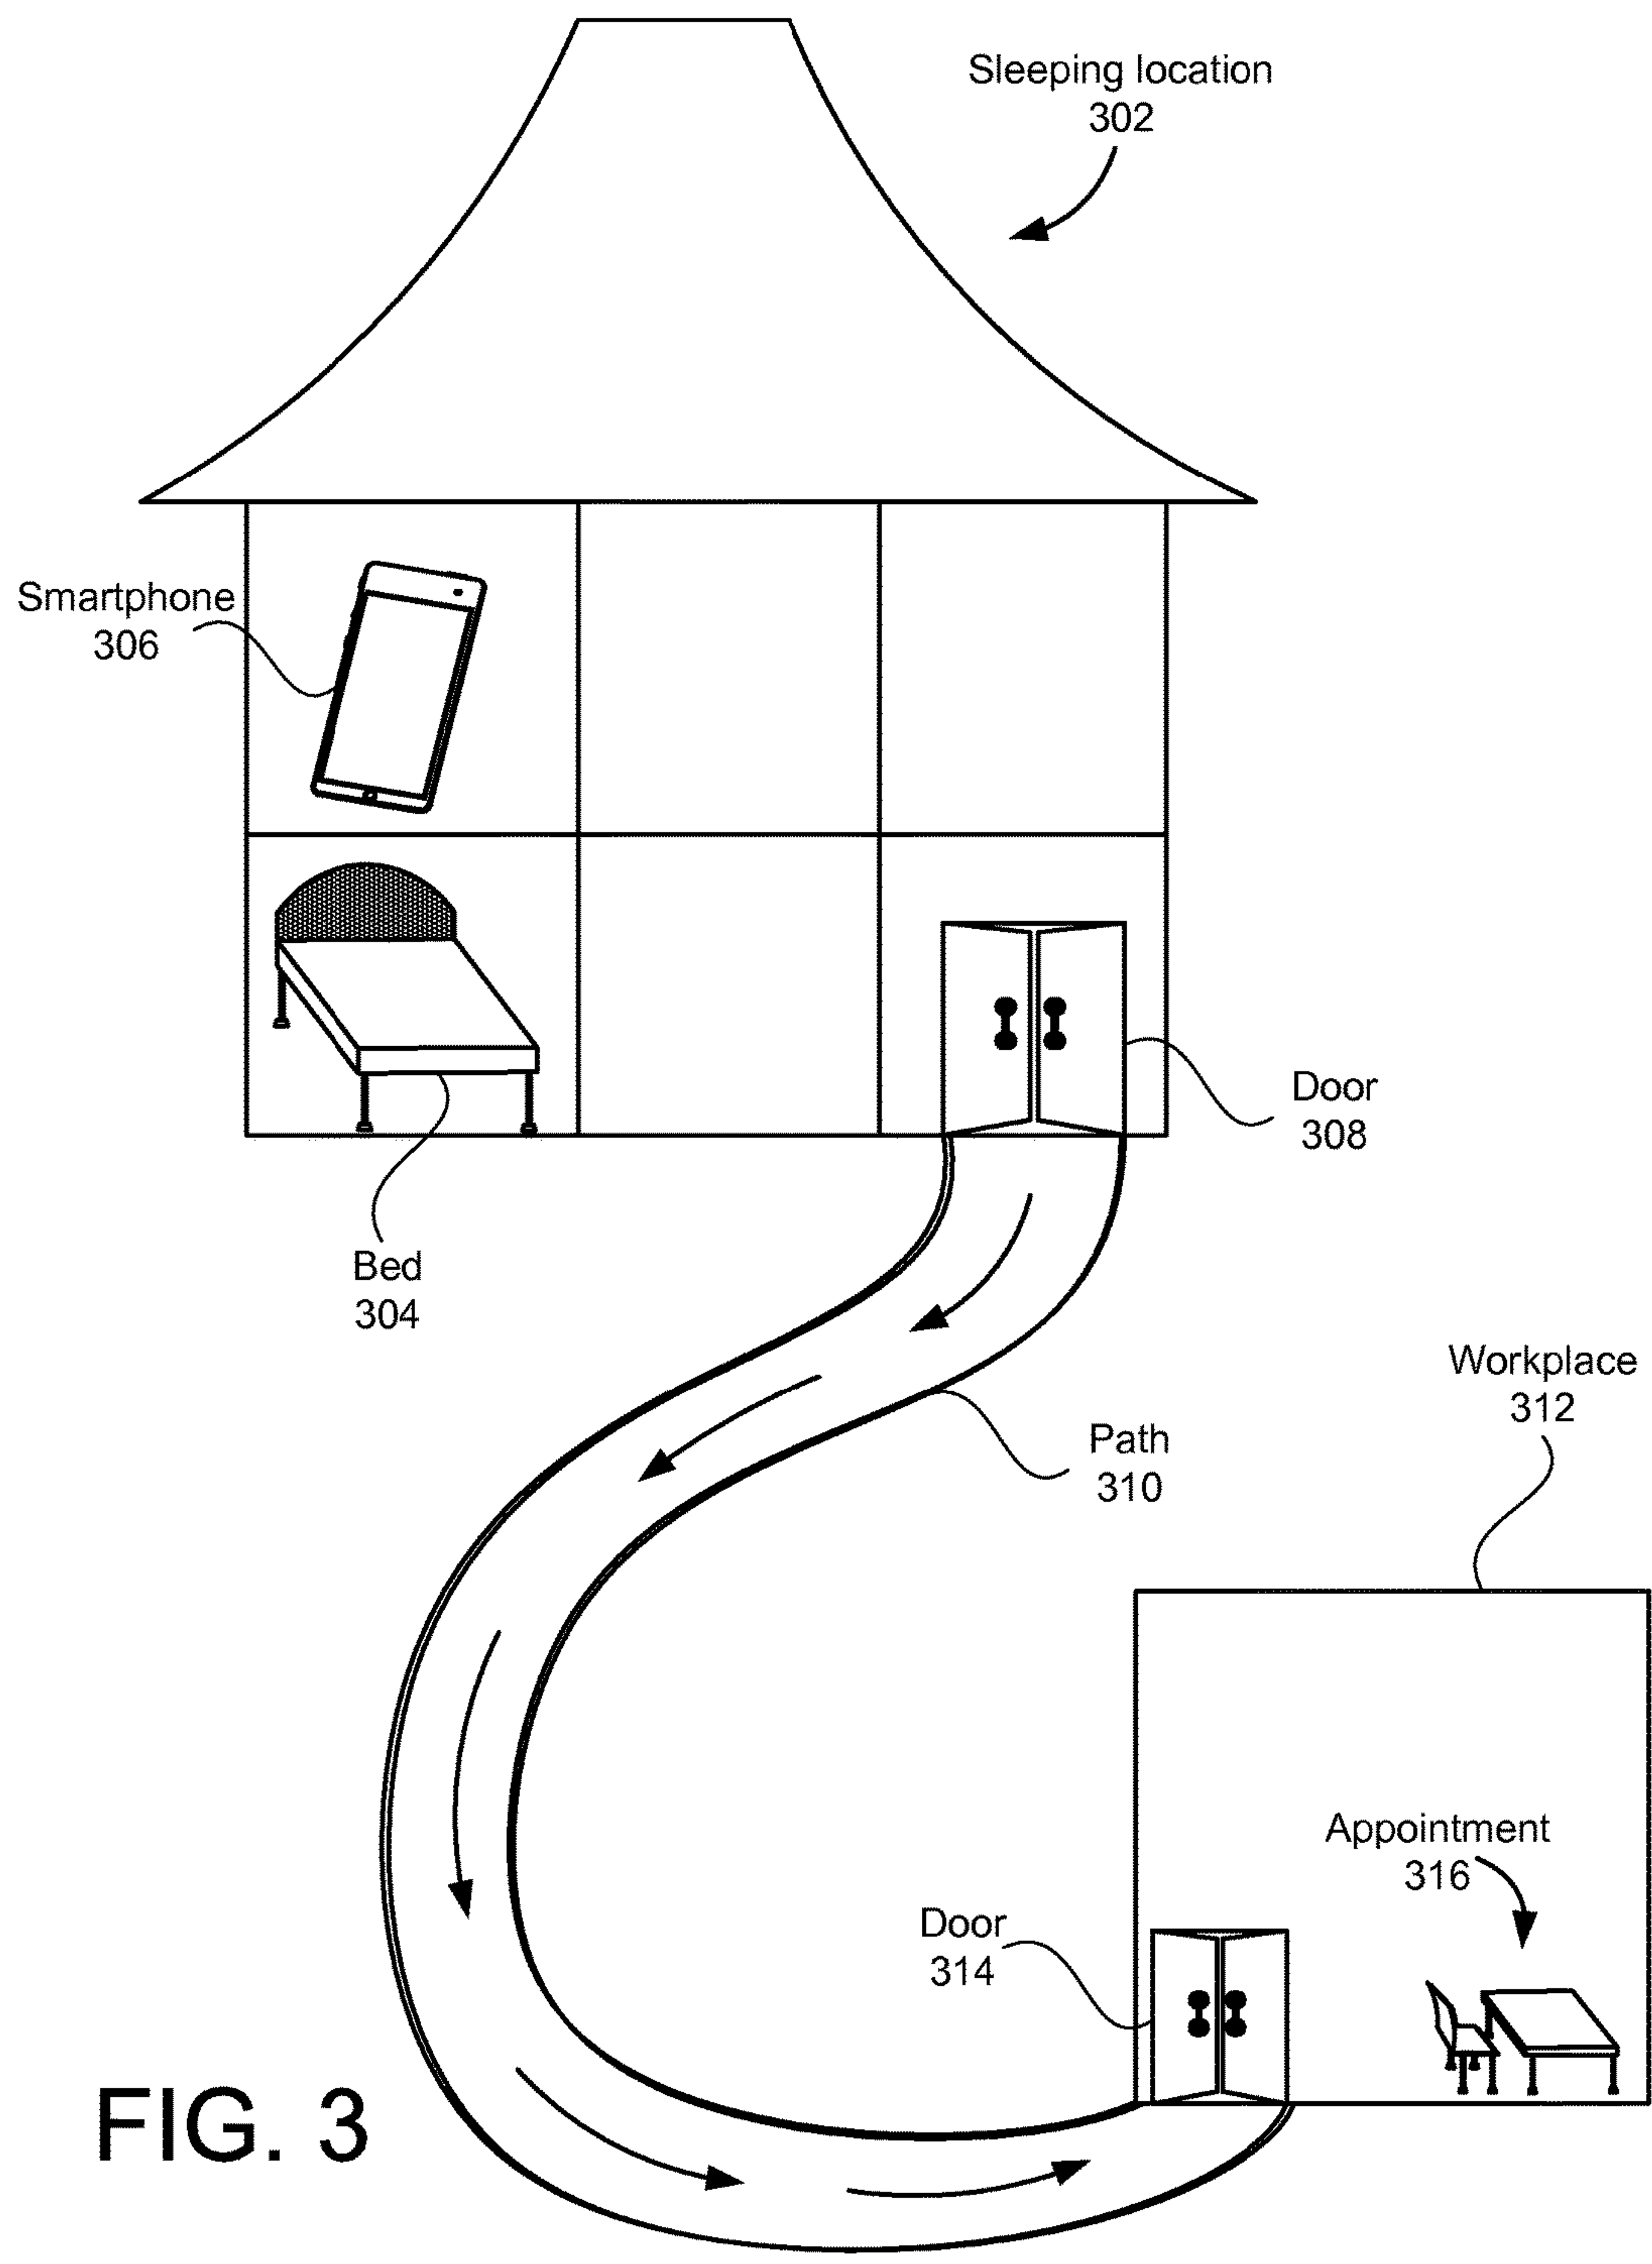 Sleeping location
302
Smartphone
306
Door
308
Bed
304
Workplace
312
Path
310
Appointment
316
Door
314
FIG. 3